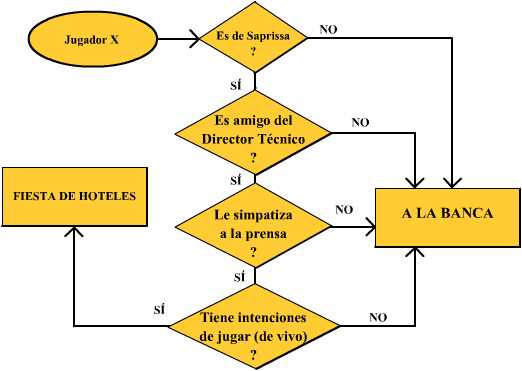 Jugador X
Es de Saprissa
?
NO
SÍ
Es amigo del
Director Técnico
?
NO
SÍ
FIESTA DE HOTELES
Le simpatiza
a la prensa
?
NO
A LA BANCA
SÍ
Tiene intenciones
de jugar (de vivo)
?
SÍ
NO